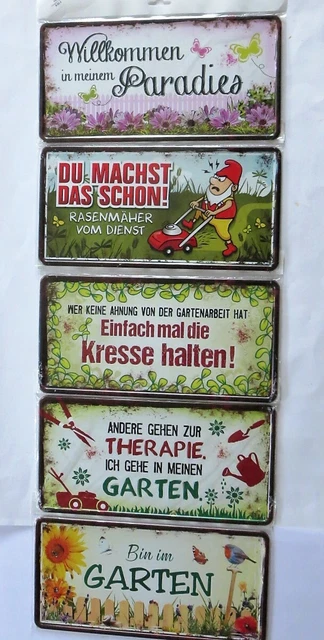 Willkommen
in meinem
Paradies
DU MACHST
DAS SCHON!
RASENMÄHER
VOM DIENST
WER KEINE AHNUNG VON DER GARTENARBEIT HAT
Einfach mal die
Kresse halten!
ANDERE GEHEN ZUR
THERAPIE.
ICH GEHE IN MEINEN
GARTEN.
Bin im
GARTEN